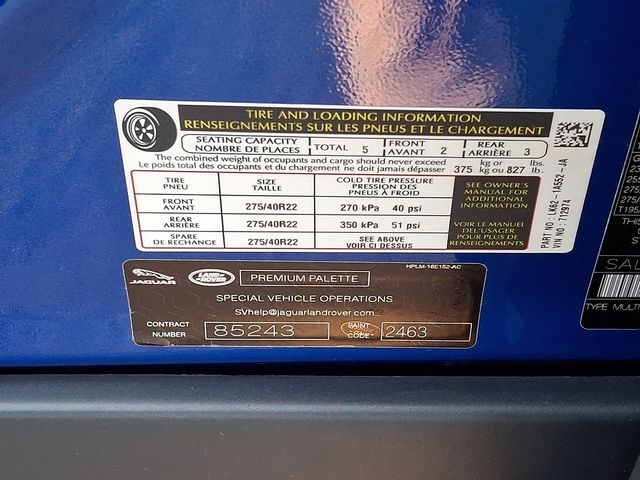 TIRE AND LOADING INFORMATION
RENSEIGNEMENTS SUR LES PNEUS ET LE CHARGEMENT
SEATING CAPACITY
NOMBRE DE PLACES
TOTAL 5
FRONT
AVANT 2
REAR
ARRIÈRE 3
The combined weight of occupants and cargo should never exceed
Le poids total des occupants et du chargement ne doit jamais dépasser
375 kg or
kg ou 827 lbs.
lb.
TIRE
PNEU
SIZE
TAILLE
COLD TIRE PRESSURE
PRESSION DES
PNEUS À FROID
FRONT
AVANT
275/40R22
270 kPa 40 psi
REAR
ARRIÈRE
275/40R22
350 kPa 51 psi
SPARE
DE RECHANGE
275/40R22
SEE ABOVE
VOIR CI DESSUS
SEE OWNER'S
MANUAL FOR
ADDITIONAL
INFORMATION
VOIR LE MANUEL
DE L'USAGER
POUR PLUS DE
RENSEIGNEMENTS
PART NO : LK62-1A552-JA
VIN NO : 712974
JAGUAR
LAND ROVER
PREMIUM PALETTE
HPLM-16E152-AC
SPECIAL VEHICLE OPERATIONS
SVhelp@jaguarlandrover.com
CONTRACT
NUMBER
85243
PAINT
CODE
2463
SAL
TYPE MULTI